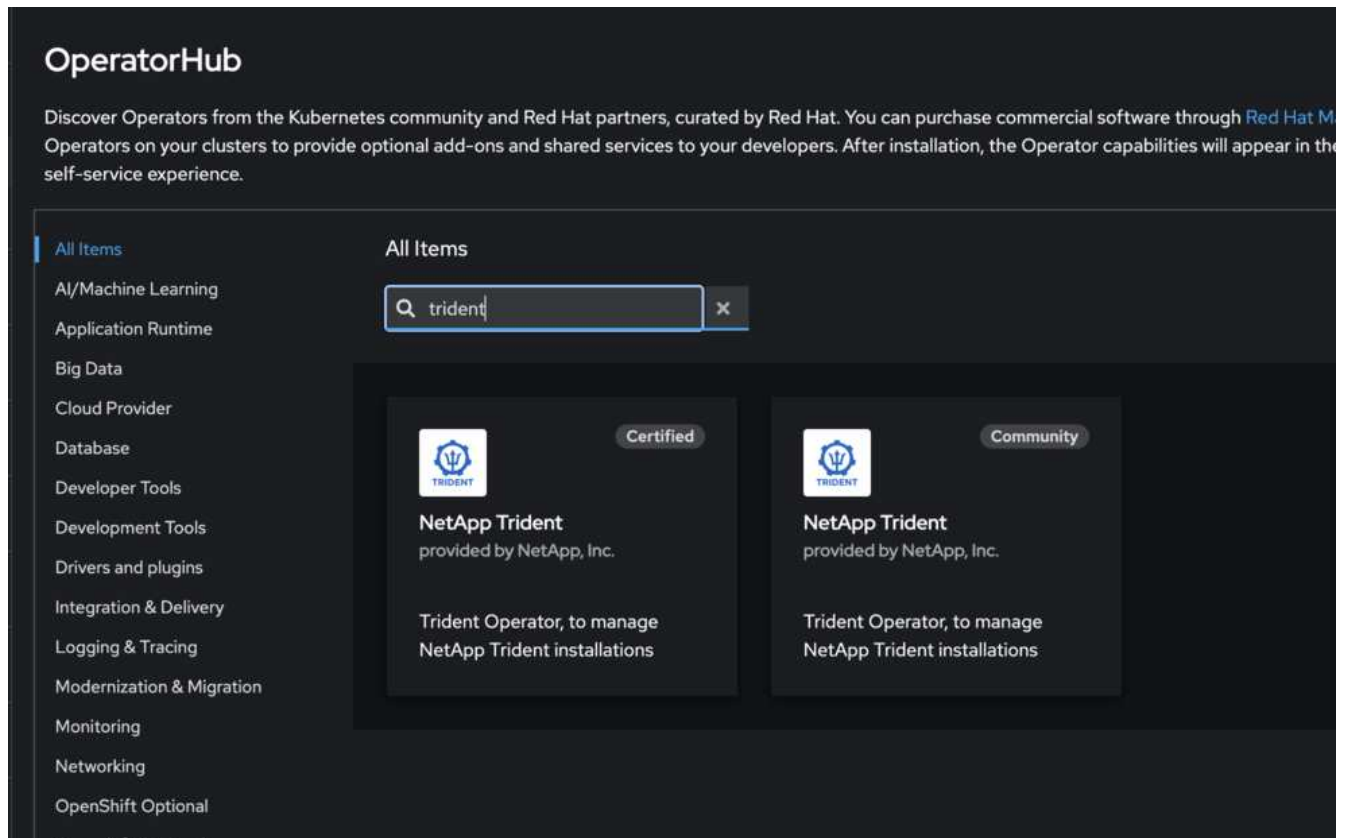 OperatorHub
Discover Operators from the Kubernetes community and Red Hat partners, curated by Red Hat. You can purchase commercial software through Red Hat
Operators on your clusters to provide optional add-ons and shared services to your developers. After installation, the Operator capabilities will appear in the
self-service experience.
All Items
AI/Machine Learning
Application Runtime
Big Data
Cloud Provider
Database
Developer Tools
Development Tools
Drivers and plugins
Integration & Delivery
Logging & Tracing
Modernization & Migration
Monitoring
Networking
OpenShift Optional
All Items
trident
Certified
TRIDENT
NetApp Trident
provided by NetApp, Inc.
Trident Operator, to manage
NetApp Trident installations
Community
TRIDENT
NetApp Trident
provided by NetApp, Inc.
Trident Operator, to manage
NetApp Trident installations